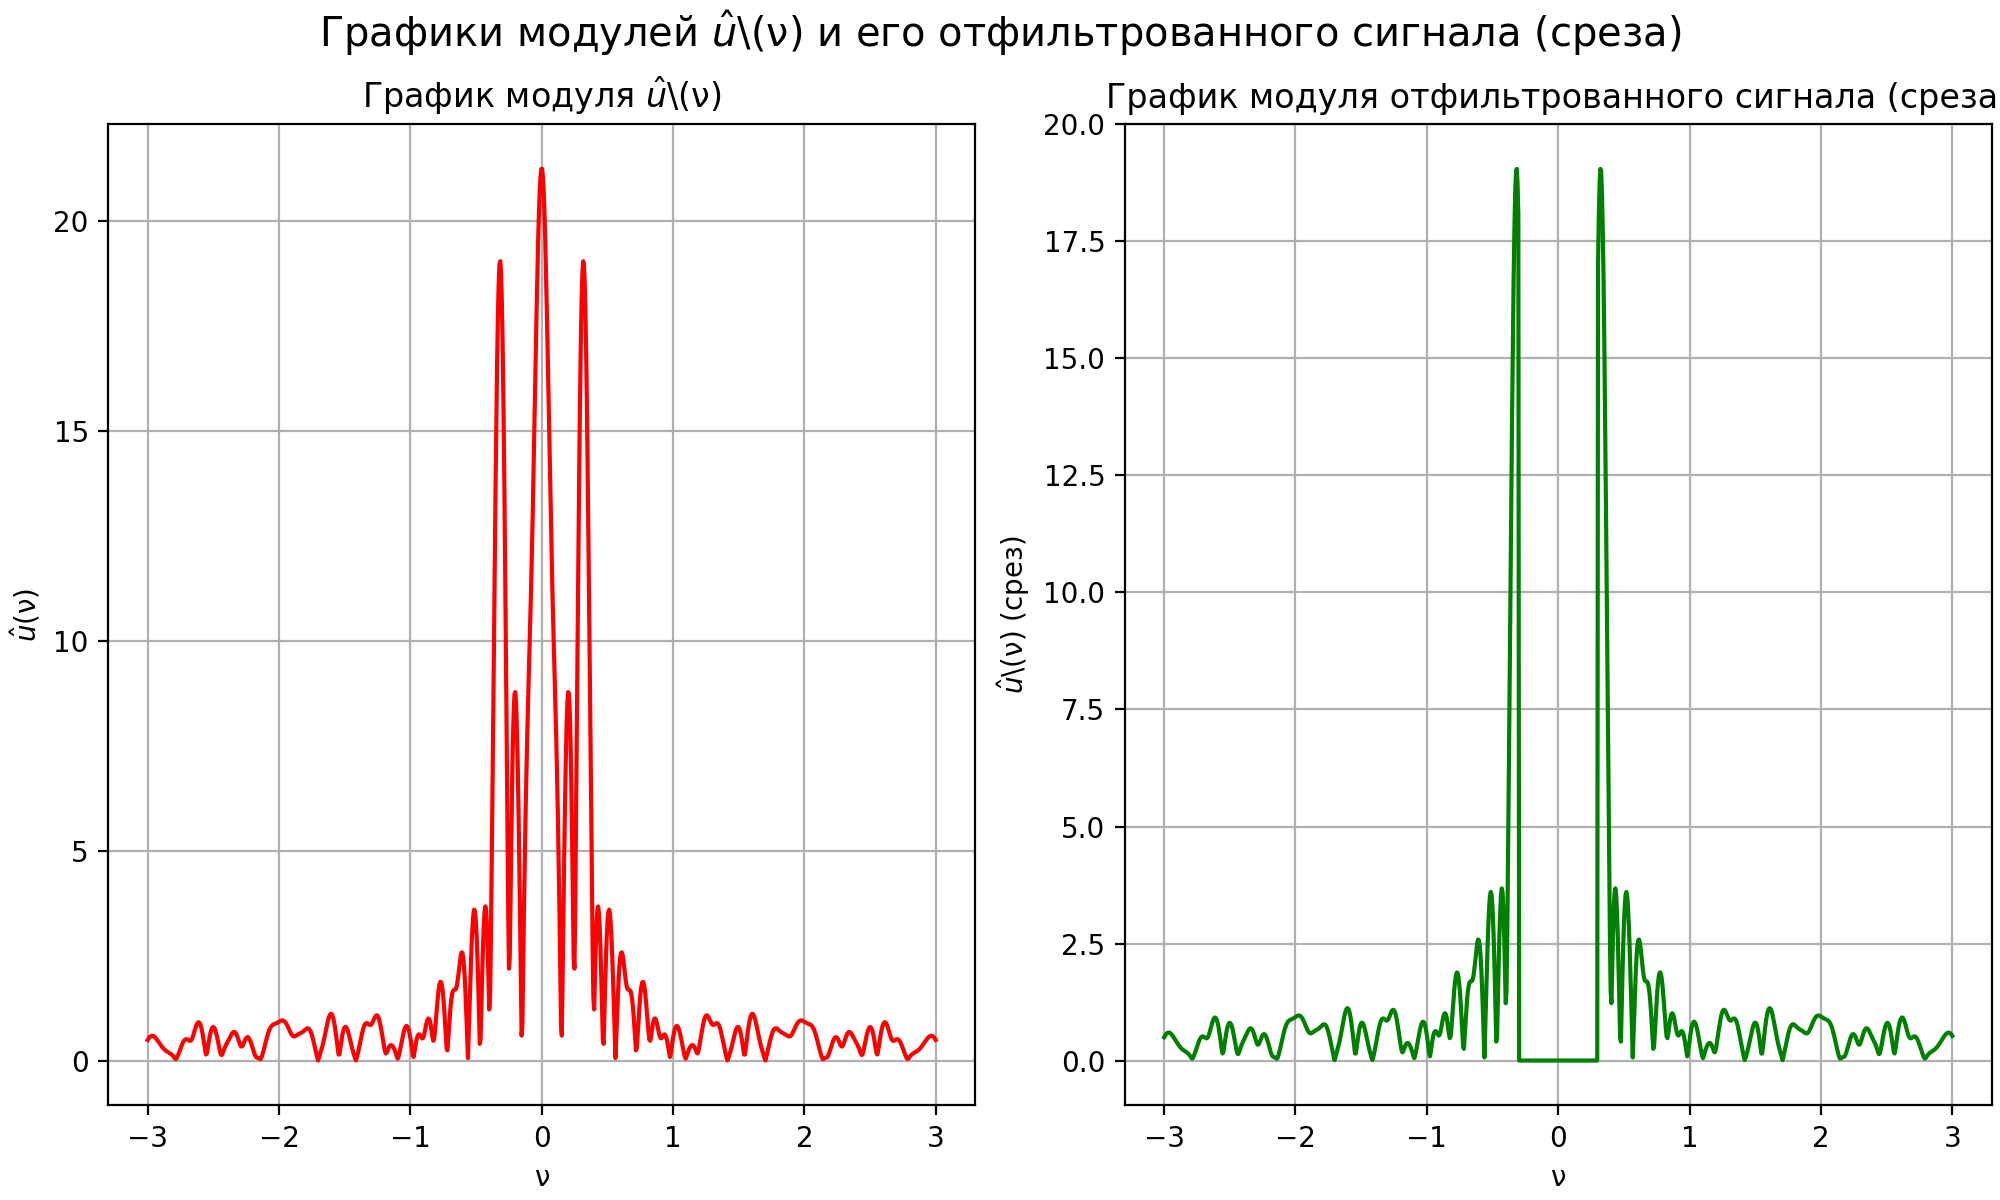 Графики модулей û\(ν) и его отфильтрованного сигнала (среза)
График модуля û\(ν)
График модуля отфильтрованного сигнала (среза
û(ν)
20
15
10
5
0
−3 −2 −1 0 1 2 3
ν
û\(ν) (срез)
20.0
17.5
15.0
12.5
10.0
7.5
5.0
2.5
0.0
−3 −2 −1 0 1 2 3
ν